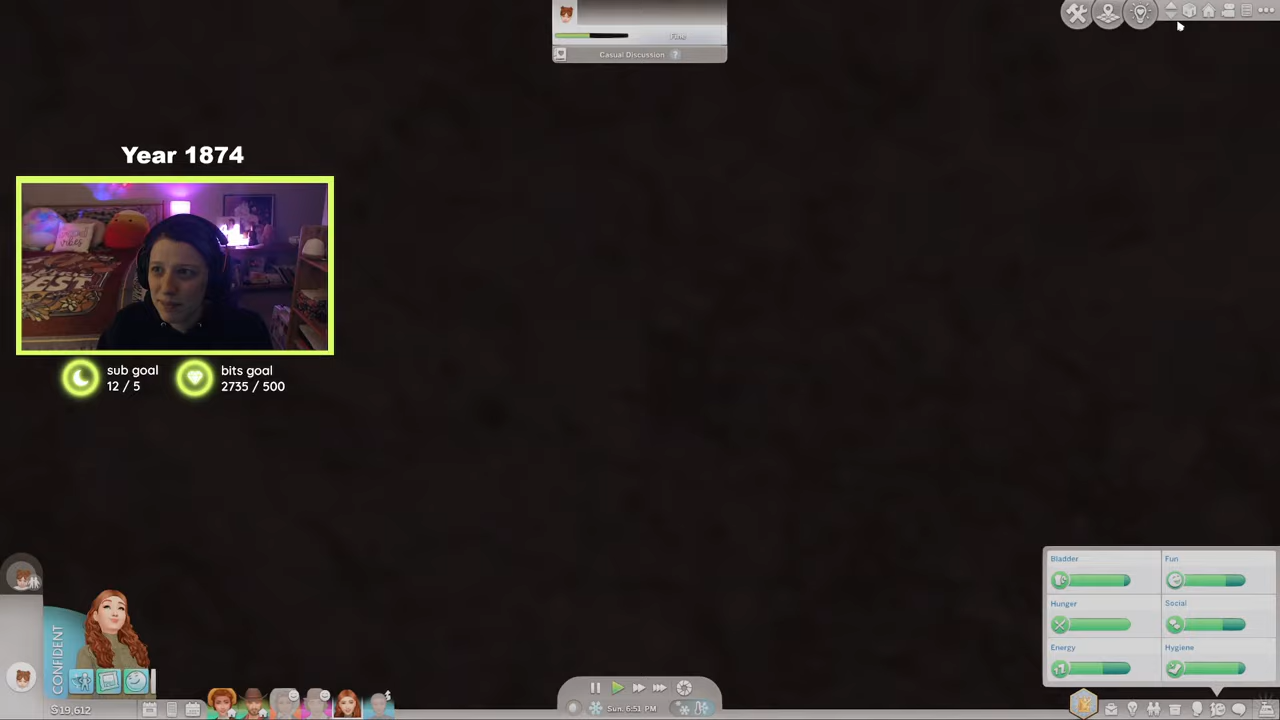 Fine
Casual Discussion ?
Year 1874
sub goal
12 / 5
bits goal
2735 / 500
Bladder
Fun
Hunger
Social
Energy
Hygiene
CONFIDENT
$19,612
Sun. 6:51 PM